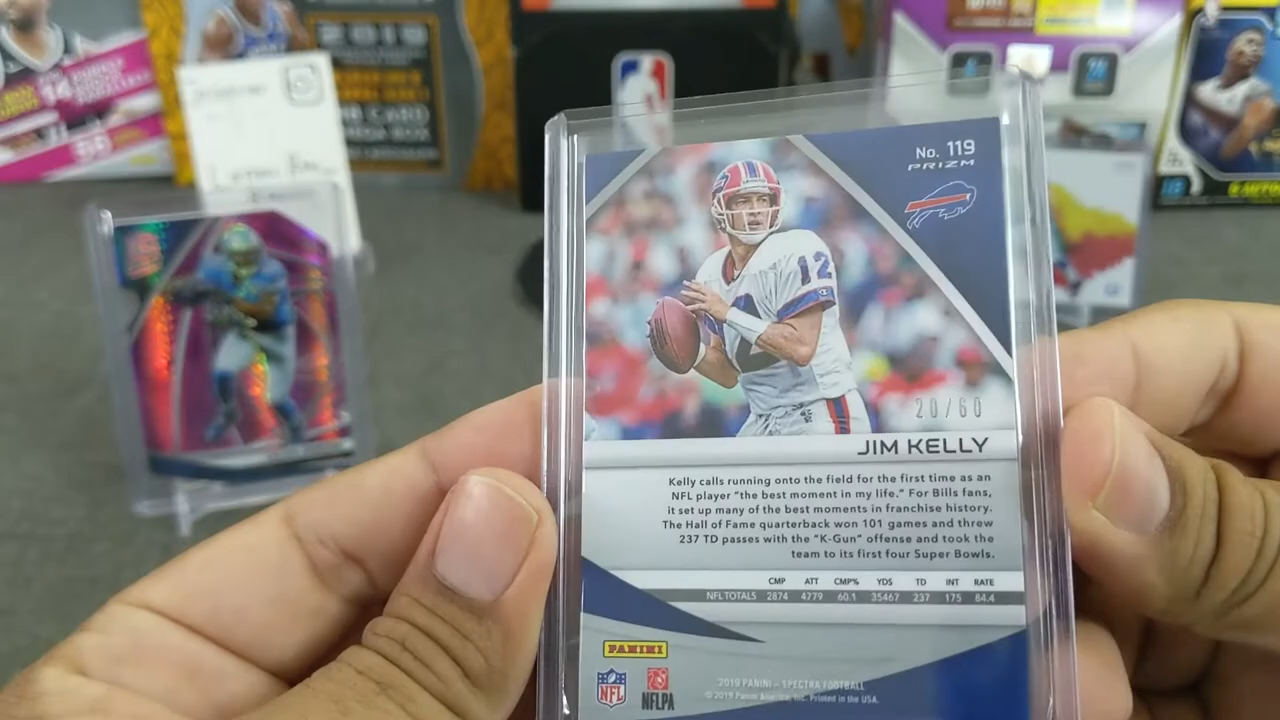 2019
No. 119
PRIZM
12
20/60
JIM KELLY
Kelly calls running onto the field for the first time as an
NFL player "the best moment in my life." For Bills fans,
it set up many of the best moments in franchise history.
The Hall of Fame quarterback won 101 games and threw
237 TD passes with the "K-Gun" offense and took the
team to its first four Super Bowls.
CMP ATT CMP% YDS TD INT RATE
NFL TOTALS 2874 4779 60.1 35467 237 175 84.4
PANINI
NFL
NFLPA
2019 PANINI – SPECTRA FOOTBALL
© 2019 Panini America, Inc. Printed in the USA.